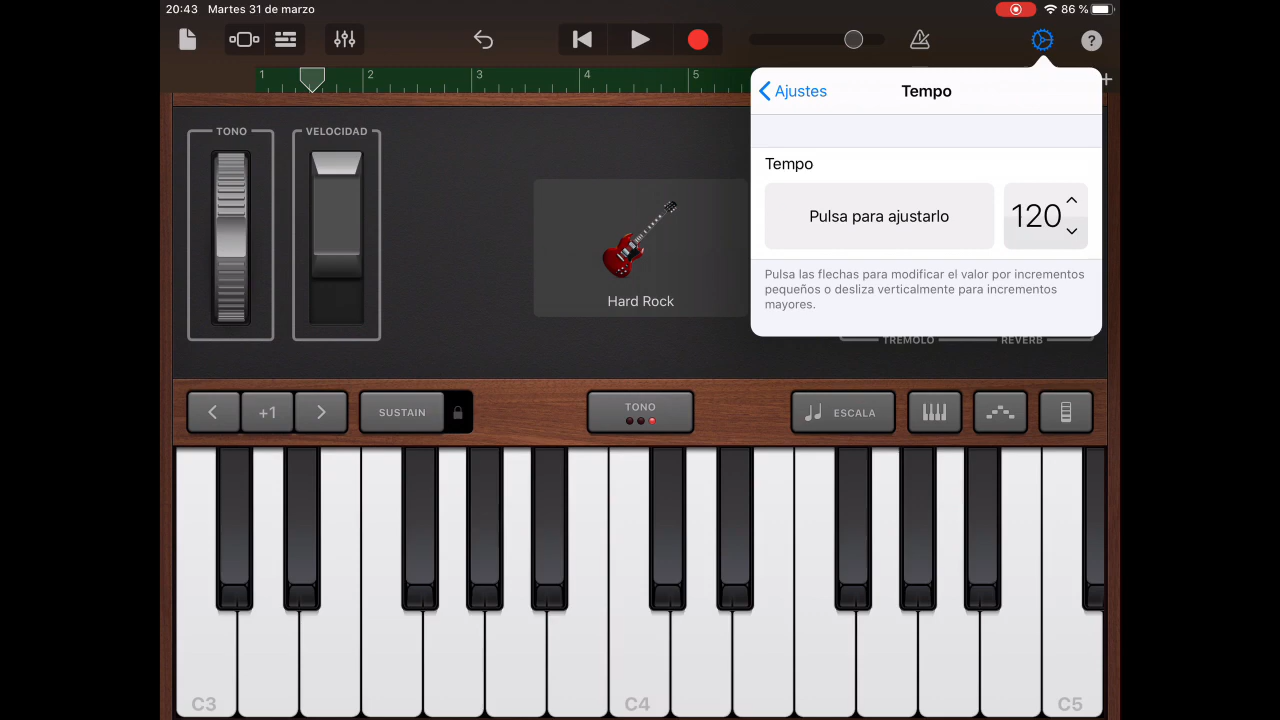 20:43 Martes 31 de marzo
86 %
?
1 2 3 4 5
+
Ajustes
Tempo
Tempo
Pulsa para ajustarlo
120
Pulsa las flechas para modificar el valor por incrementos
pequeños o desliza verticalmente para incrementos
mayores.
TONO
VELOCIDAD
Hard Rock
TREMOLO
REVERB
+1
SUSTAIN
TONO
ESCALA
C3
C4
C5